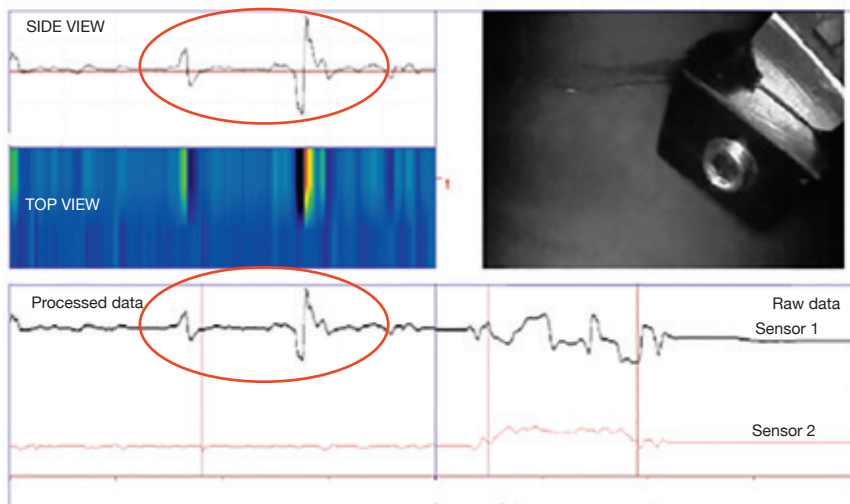 SIDE VIEW
TOP VIEW
Processed data
Raw data
Sensor 1
Sensor 2